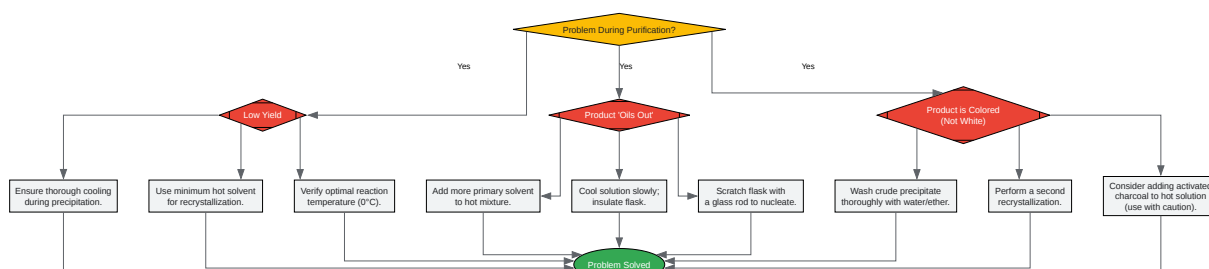 Problem During Purification?
Yes
Yes
Yes
Low Yield
Product 'Oils Out'
Product is Colored
(Not White)
Ensure thorough cooling
during precipitation.
Use minimum hot solvent
for recrystallization.
Verify optimal reaction
temperature (0°C).
Add more primary solvent
to hot mixture.
Cool solution slowly;
insulate flask.
Scratch flask with
a glass rod to nucleate.
Wash crude precipitate
thoroughly with water/ether.
Perform a second
recrystallization.
Consider adding activated
charcoal to hot solution
(use with caution).
Problem Solved